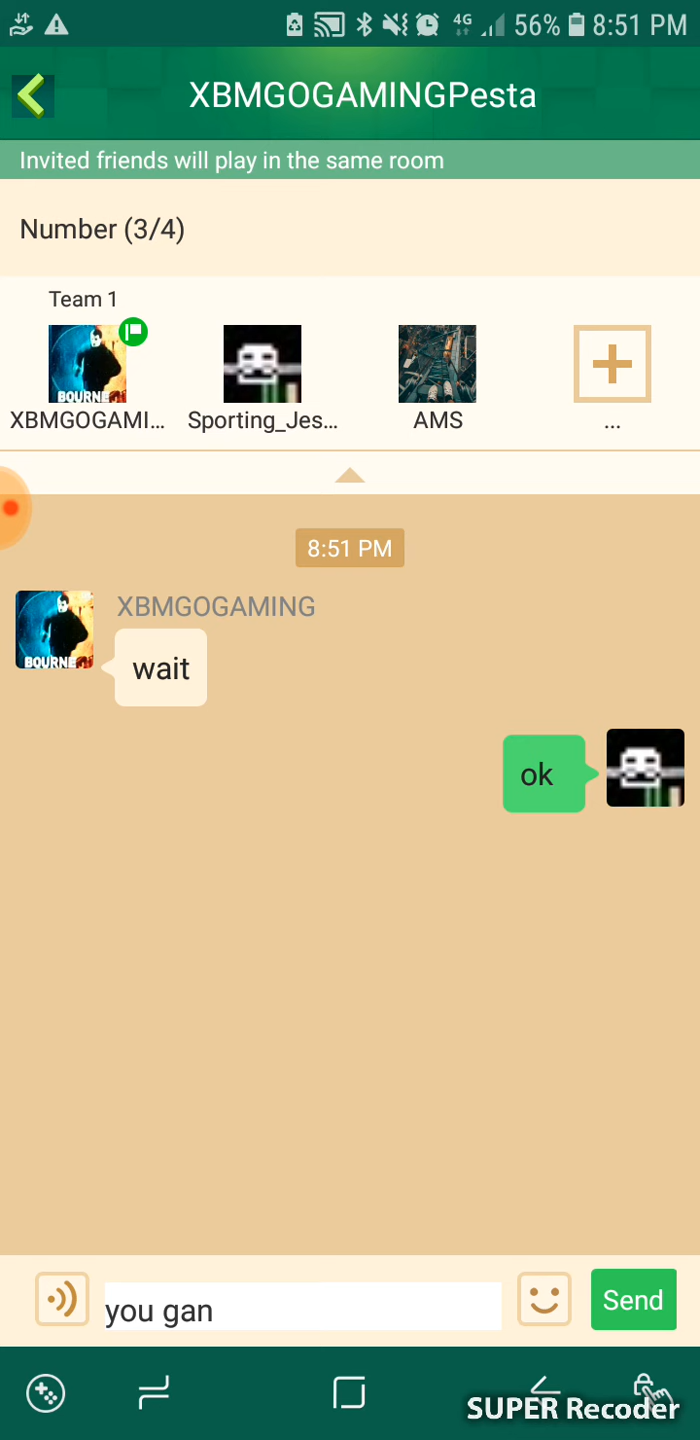 4G 56% 8:51 PM
XBMGOGAMINGPesta
Invited friends will play in the same room
Number (3/4)
Team 1
BOURNE
XBMGOGAMI... Sporting_Jes... AMS ...
8:51 PM
XBMGOGAMING
BOURNE
wait
ok
you gan
Send
SUPER Recoder